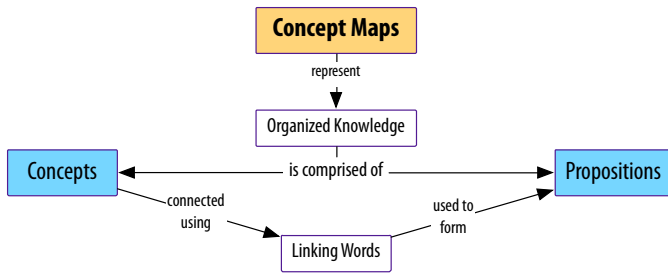 Concept Maps
represent
Organized Knowledge
Concepts
is comprised of
Propositions
connected
using
used to
form
Linking Words